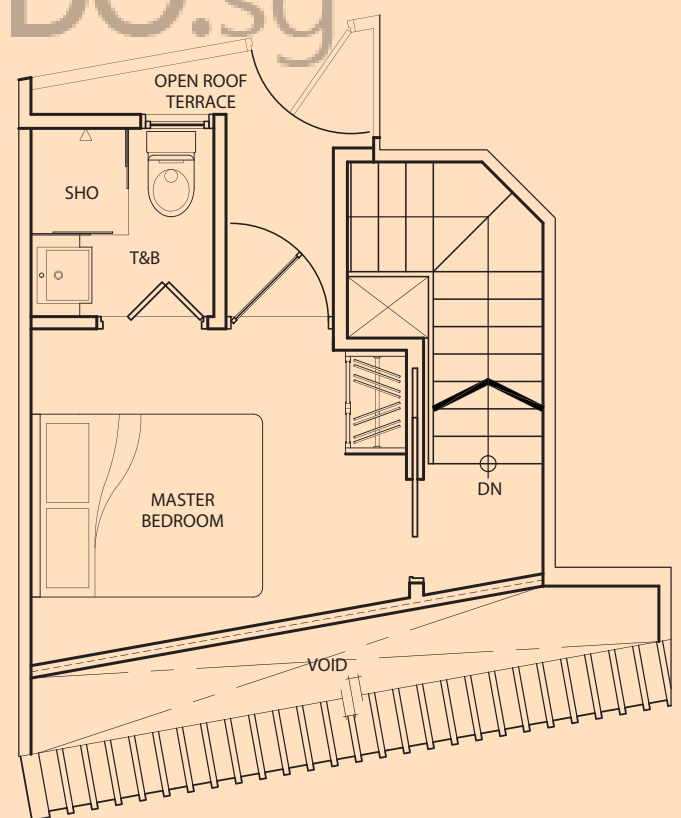 DO.sg
OPEN ROOF
TERRACE
SHO
T&B
MASTER
BEDROOM
DN
VOID